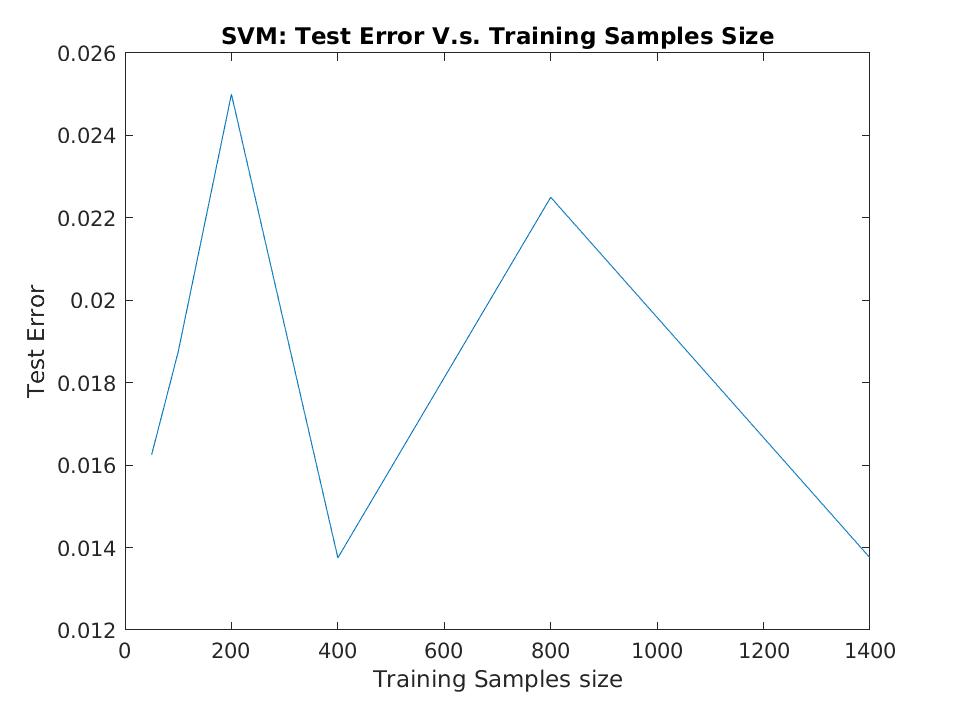 SVM: Test Error V.s. Training Samples Size
0.026
0.024
0.022
0.02
0.018
0.016
0.014
0.012
Test Error
0 200 400 600 800 1000 1200 1400
Training Samples size